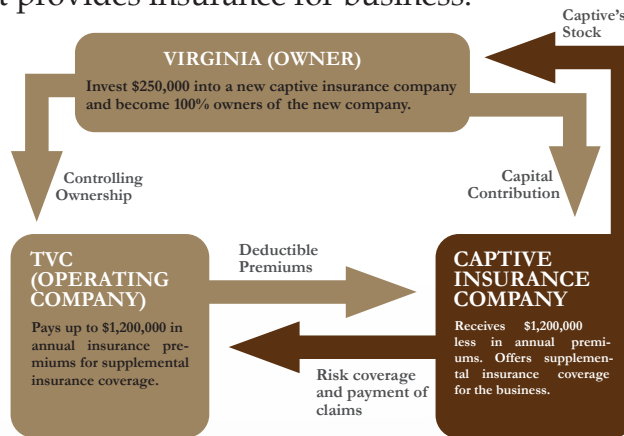 t provides insurance for business.
Captive's
Stock
VIRGINIA (OWNER)
Invest $250,000 into a new captive insurance company
and become 100% owners of the new company.
Controlling
Ownership
Capital
Contribution
TVC
(OPERATING
COMPANY)
Pays up to $1,200,000 in
annual insurance pre-
miums for supplemental
insurance coverage.
Deductible
Premiums
CAPTIVE
INSURANCE
COMPANY
Receives $1,200,000
less in annual premi-
ums. Offers supplemen-
tal insurance coverage
for the business.
Risk coverage
and payment of
claims